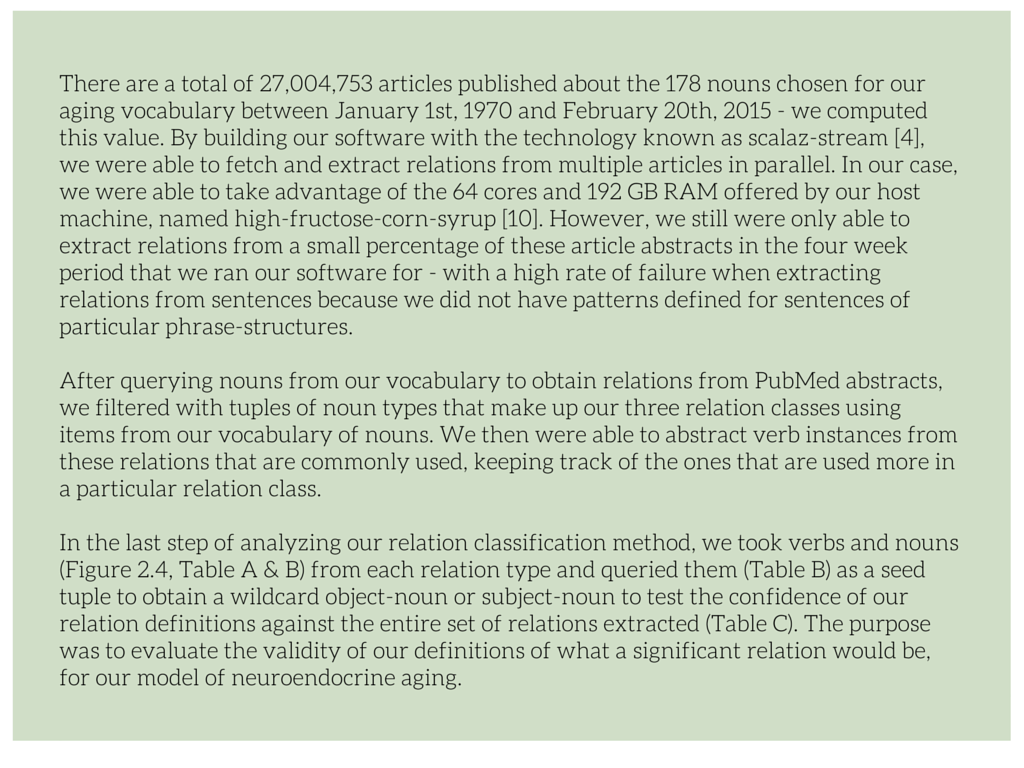 There are a total of 27,004,753 articles published about the 178 nouns chosen for our
aging vocabulary between January 1st, 1970 and February 20th, 2015 - we computed
this value. By building our software with the technology known as scalaz-stream [4],
we were able to fetch and extract relations from multiple articles in parallel. In our case,
we were able to take advantage of the 64 cores and 192 GB RAM offered by our host
machine, named high-fructose-corn-syrup [10]. However, we still were only able to
extract relations from a small percentage of these article abstracts in the four week
period that we ran our software for - with a high rate of failure when extracting
relations from sentences because we did not have patterns defined for sentences of
particular phrase-structures.
After querying nouns from our vocabulary to obtain relations from PubMed abstracts,
we filtered with tuples of noun types that make up our three relation classes using
items from our vocabulary of nouns. We then were able to abstract verb instances from
these relations that are commonly used, keeping track of the ones that are used more in
a particular relation class.
In the last step of analyzing our relation classification method, we took verbs and nouns
(Figure 2.4, Table A & B) from each relation type and queried them (Table B) as a seed
tuple to obtain a wildcard object-noun or subject-noun to test the confidence of our
relation definitions against the entire set of relations extracted (Table C). The purpose
was to evaluate the validity of our definitions of what a significant relation would be,
for our model of neuroendocrine aging.